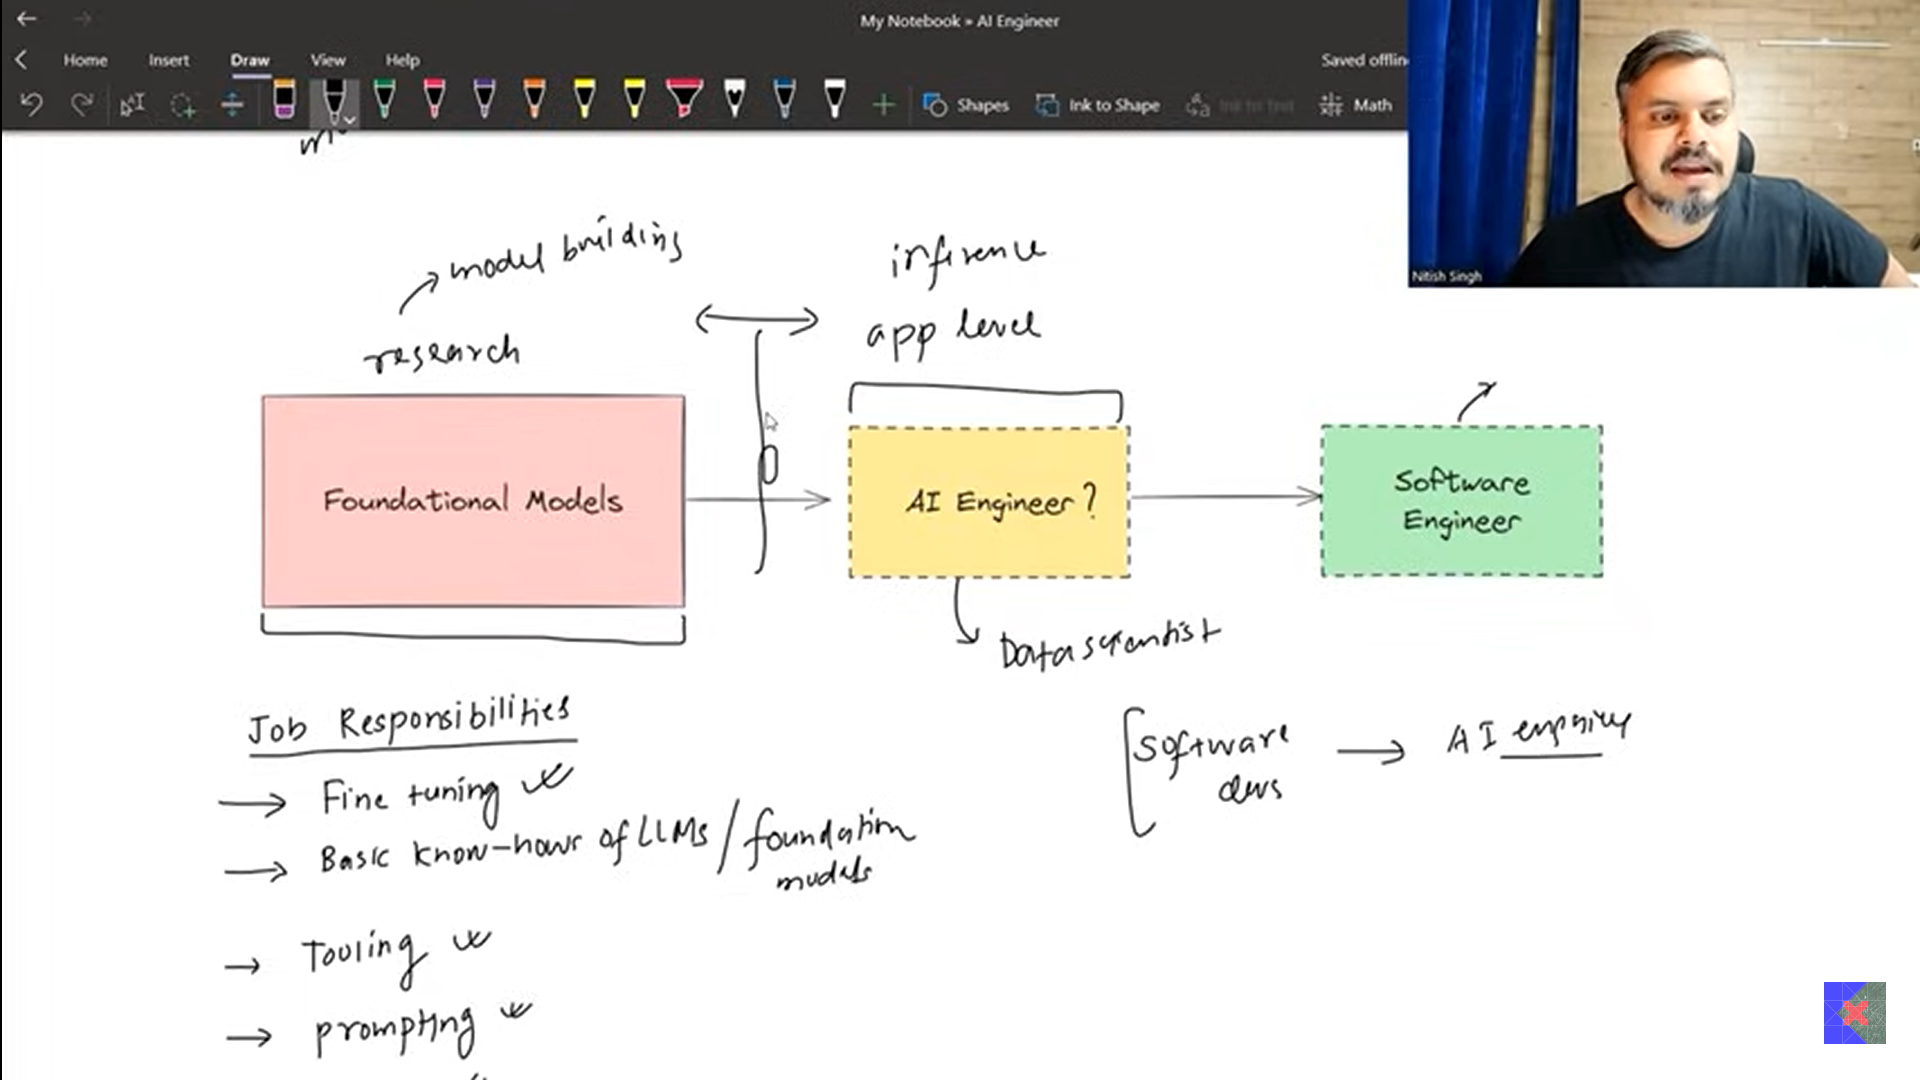 My Notebook » AI Engineer
Home Insert Draw View Help
Saved offlin
Shapes Ink to Shape Math
Nitish Singh
model building
research
inference
app level
Foundational Models
AI Engineer?
Software
Engineer
Data scientist
Job Responsibilities
Fine tuning
Basic know-how of LLMs / foundation
models
Tooling
prompting
Software
devs
AI